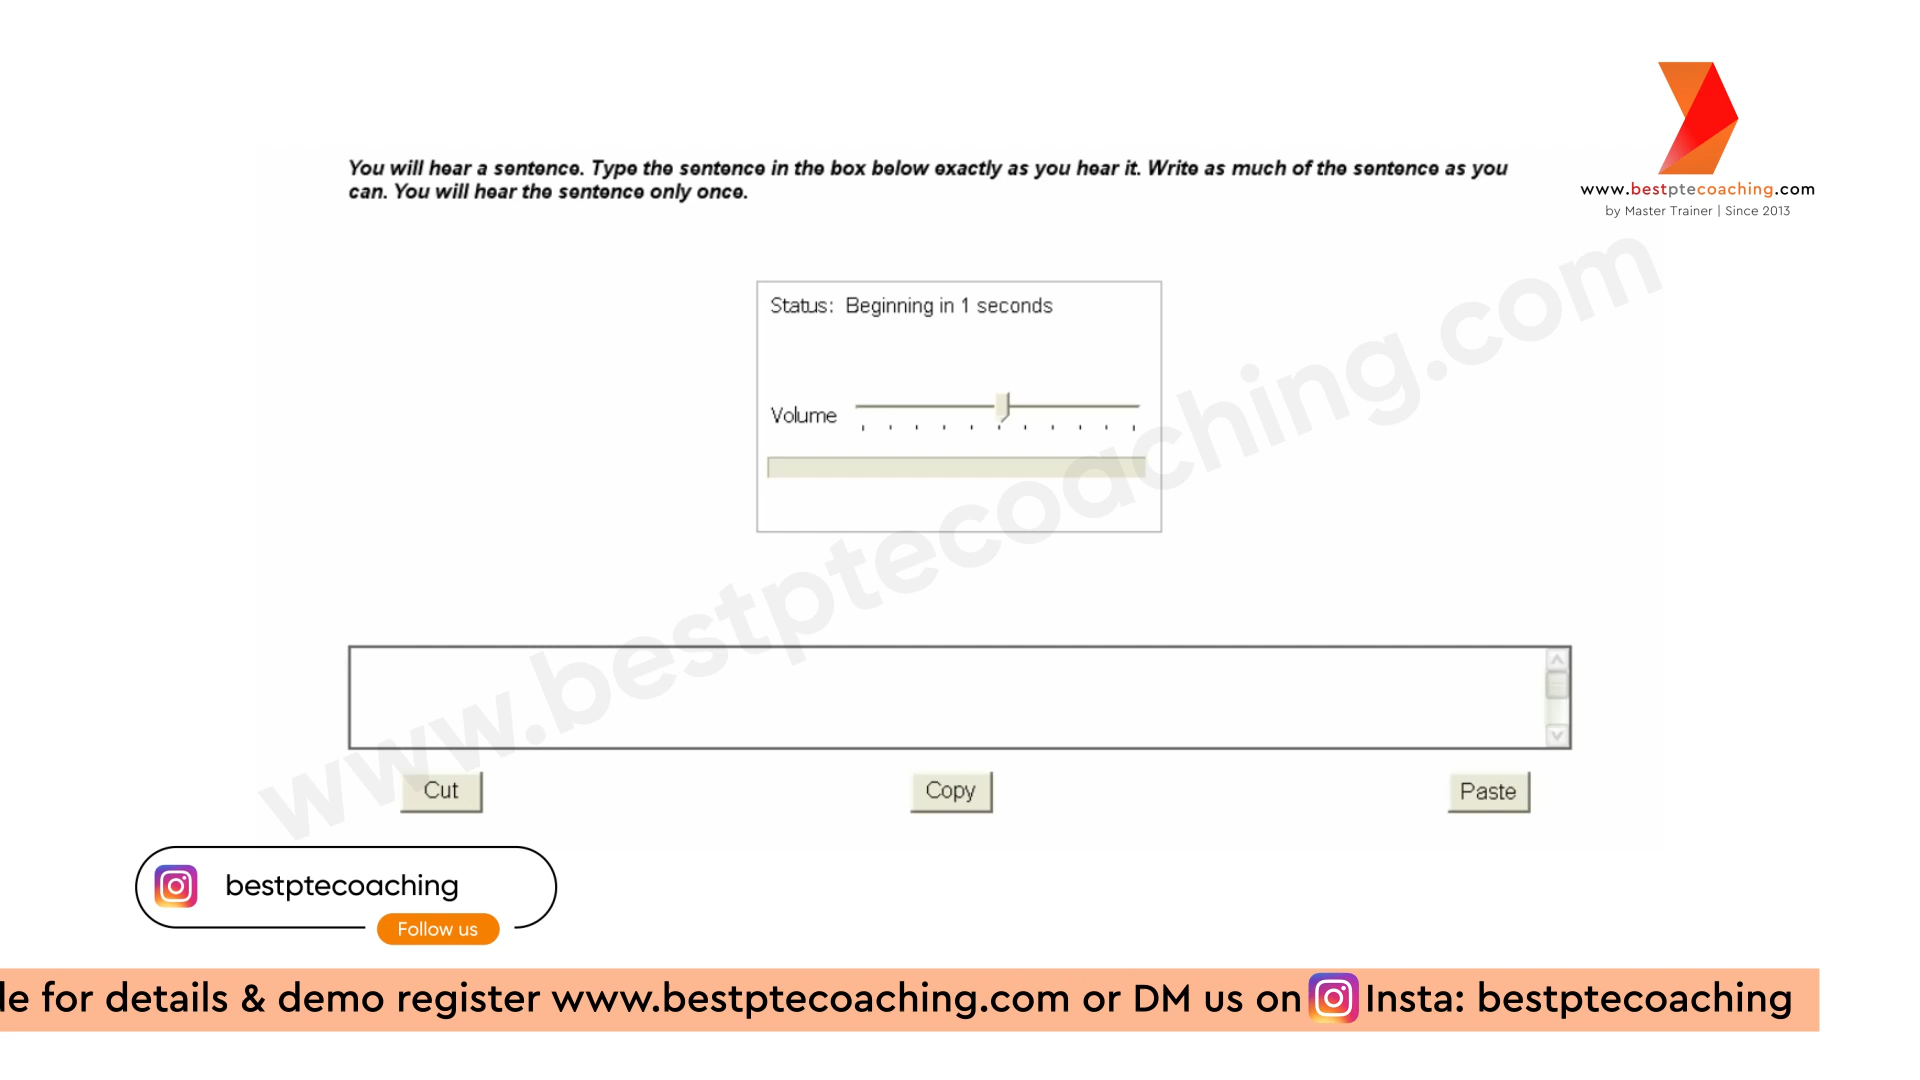 www.bestptecoaching.com
by Master Trainer | Since 2013
You will hear a sentence. Type the sentence in the box below exactly as you hear it. Write as much of the sentence as you
can. You will hear the sentence only once.
Status: Beginning in 1 seconds
Volume
www.bestptecoaching.com
Cut
Copy
Paste
bestptecoaching
Follow us
for details & demo register www.bestptecoaching.com or DM us on Insta: bestptecoaching